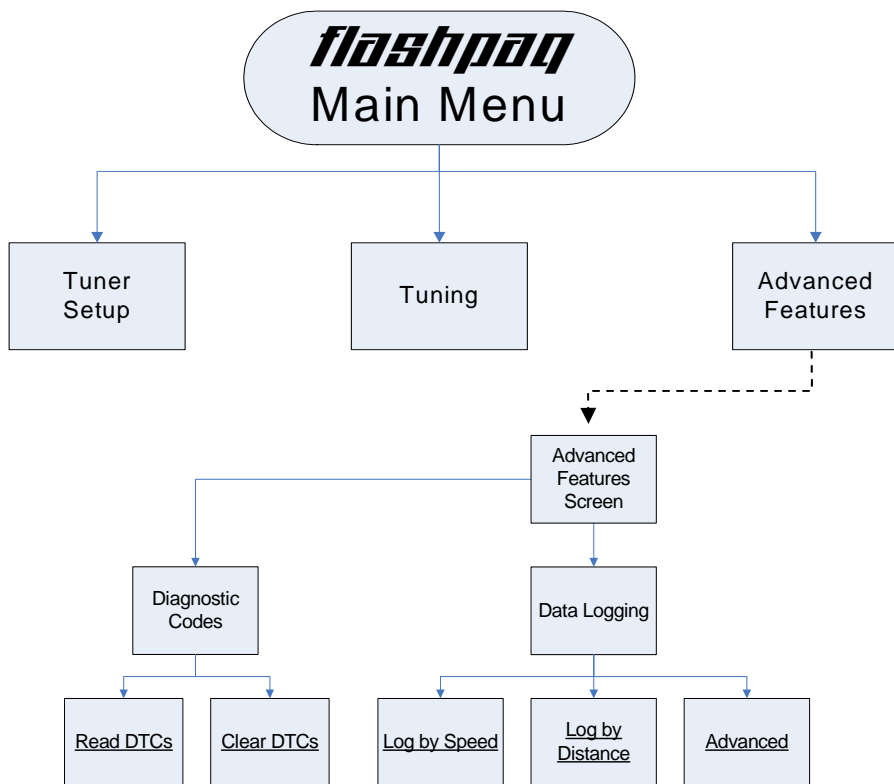 flashpaq
Main Menu
Tuner
Setup
Tuning
Advanced
Features
Advanced
Features
Screen
Diagnostic
Codes
Data Logging
Read DTCs
Clear DTCs
Log by Speed
Log by
Distance
Advanced